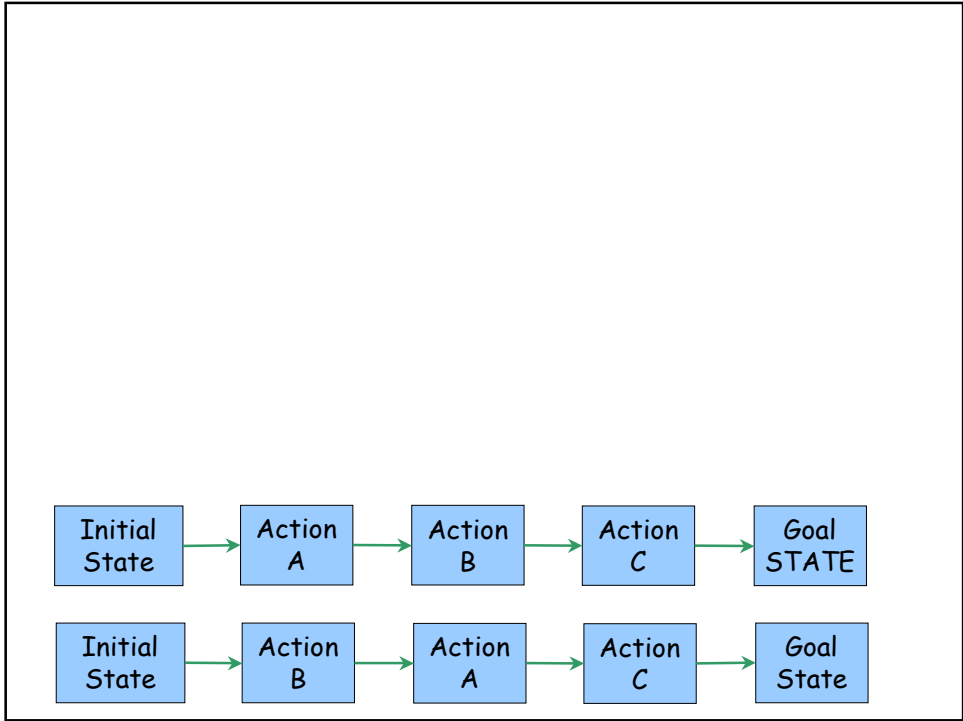 Initial
State
Action
A
Action
B
Action
C
Goal
STATE
Initial
State
Action
B
Action
A
Action
C
Goal
State